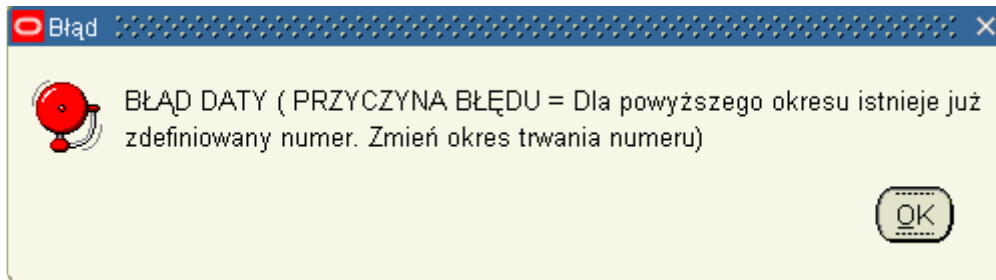 Błąd
BŁĄD DATY ( PRZYCZYNA BŁĘDU = Dla powyższego okresu istnieje już
zdefiniowany numer. Zmień okres trwania numeru)
OK